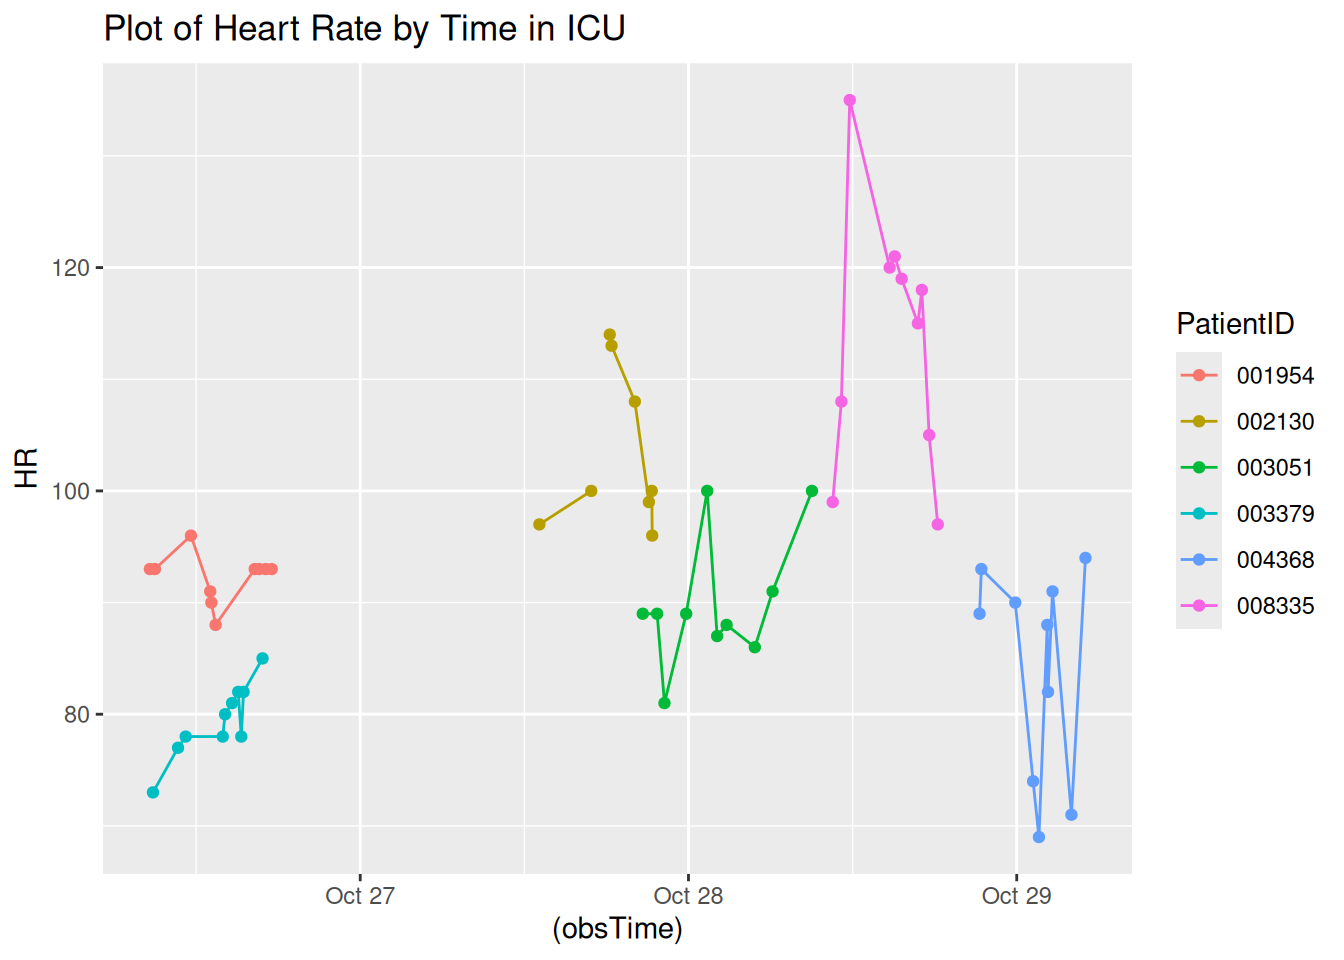 Plot of Heart Rate by Time in ICU
HR
120
100
80
Oct 27
Oct 28
Oct 29
(obsTime)
PatientID
001954
002130
003051
003379
004368
008335